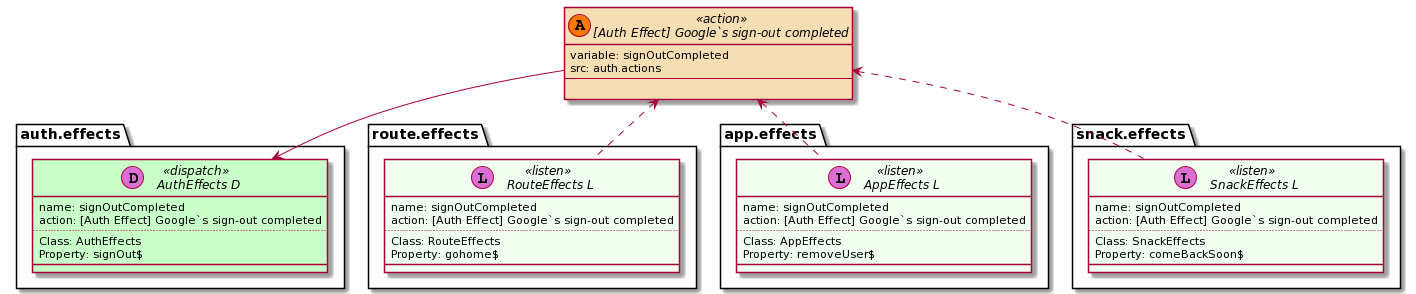 A
«action»
[Auth Effect] Google`s sign-out completed
variable: signOutCompleted
src: auth.actions
auth.effects
D
«dispatch»
AuthEffects D
name: signOutCompleted
action: [Auth Effect] Google`s sign-out completed
Class: AuthEffects
Property: signOut$
route.effects
L
«listen»
RouteEffects L
name: signOutCompleted
action: [Auth Effect] Google`s sign-out completed
Class: RouteEffects
Property: gohome$
app.effects
L
«listen»
AppEffects L
name: signOutCompleted
action: [Auth Effect] Google`s sign-out completed
Class: AppEffects
Property: removeUser$
snack.effects
L
«listen»
SnackEffects L
name: signOutCompleted
action: [Auth Effect] Google`s sign-out completed
Class: SnackEffects
Property: comeBackSoon$